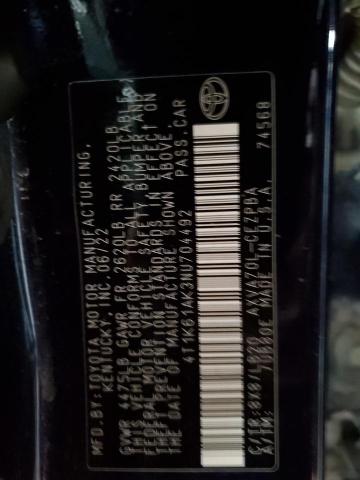 MFD.BY:TOYOTA MOTOR MANUFACTURING,
KENTUCKY, INC. 06/22
GVWR 4475LB GAWR FR 2620LB RR 2420LB
THIS VEHICLE CONFORMS TO ALL APPLICABLE
FEDERAL MOTOR VEHICLE SAFETY, BUMPER, AND
THEFT PREVENTION STANDARDS IN EFFECT ON
THE DATE OF MANUFACTURE SHOWN ABOVE.
4T1K61AK3NU704492 PASS.CAR
C/TR: AXVA70L-CEZPBA
A/TM: MADE IN U.S.A. 74568